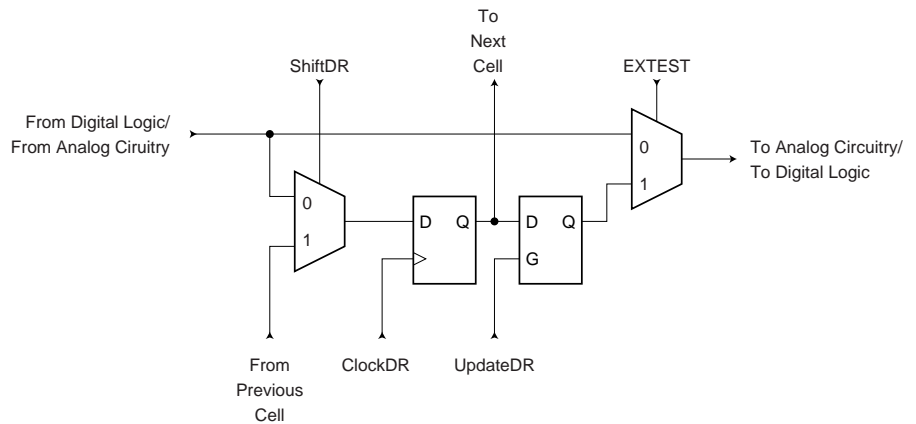 To
Next
Cell
ShiftDR
EXTEST
From Digital Logic/
From Analog Ciruitry
0
1
To Analog Circuitry/
To Digital Logic
0
1
D Q
D Q
G
From
Previous
Cell
ClockDR
UpdateDR